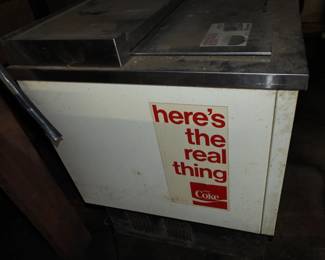 here's
the
real
thing
Coke